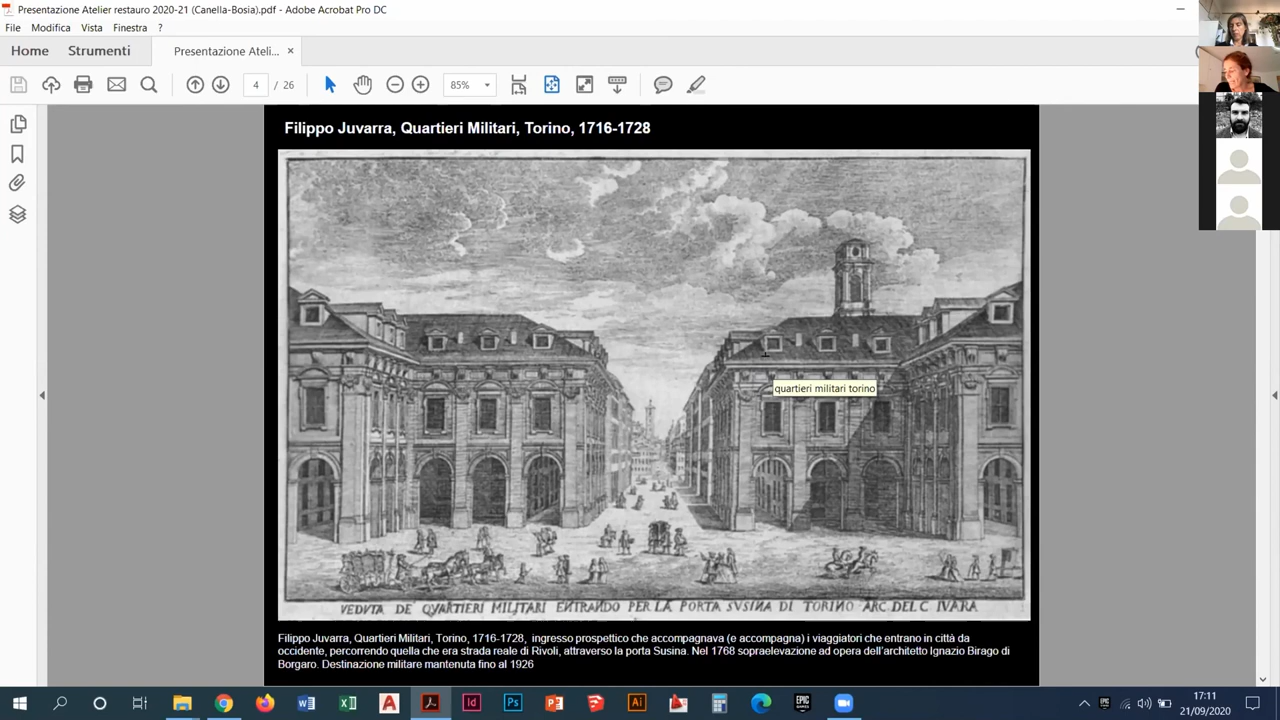 Presentazione Atelier restauro 2020-21 (Canella-Bosia).pdf - Adobe Acrobat Pro DC
File Modifica Vista Finestra ?
Home Strumenti Presentazione Ateli... ×
4 / 26 85%
Filippo Juvarra, Quartieri Militari, Torino, 1716-1728
quartieri militari torino
VEDUTA DE' QVARTIERI MILITARI ENTRANDO PER LA PORTA SVSINA DI TORINO ARC. DEL C IVARA
Filippo Juvarra, Quartieri Militari, Torino, 1716-1728, ingresso prospettico che accompagnava (e accompagna) i viaggiatori che entrano in città da
occidente, percorrendo quella che era strada reale di Rivoli, attraverso la porta Susina. Nel 1768 sopraelevazione ad opera dell'architetto Ignazio Birago di
Borgaro. Destinazione militare mantenuta fino al 1926
17:11
21/09/2020